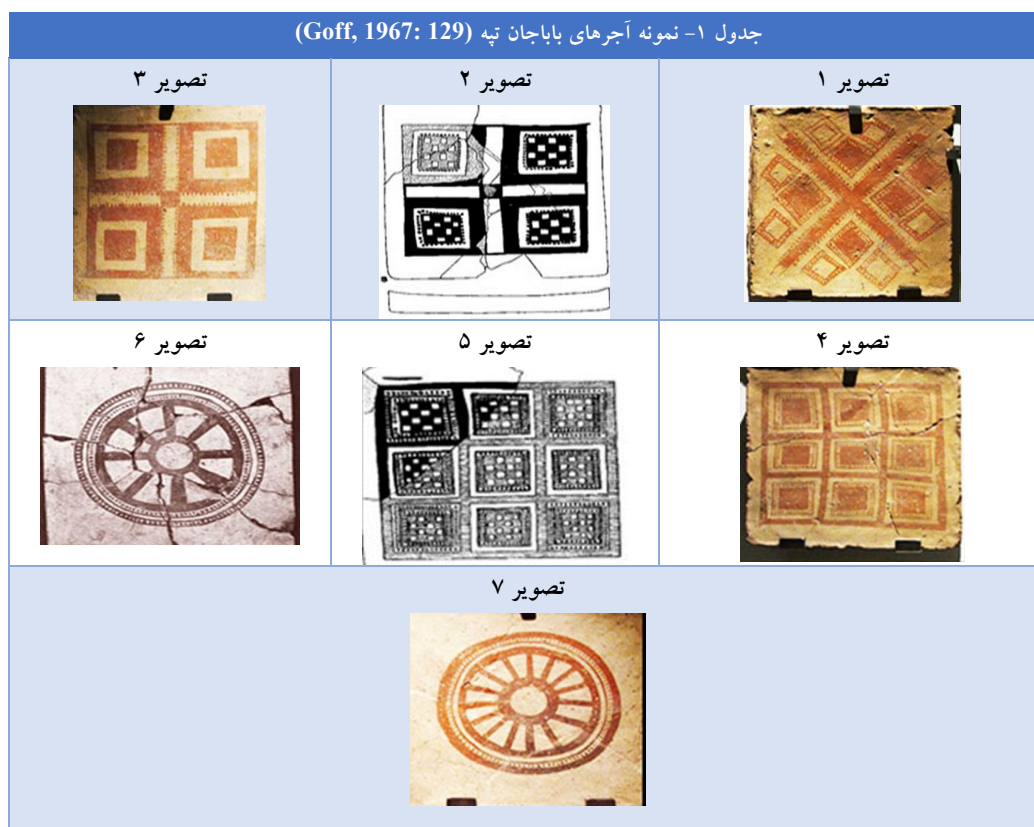 جدول ۱- نمونه آجرهای باباجان تپه (Goff, 1967: 129)
تصویر ۱
تصویر ۲
تصویر ۳
تصویر ۴
تصویر ۵
تصویر ۶
تصویر ۷